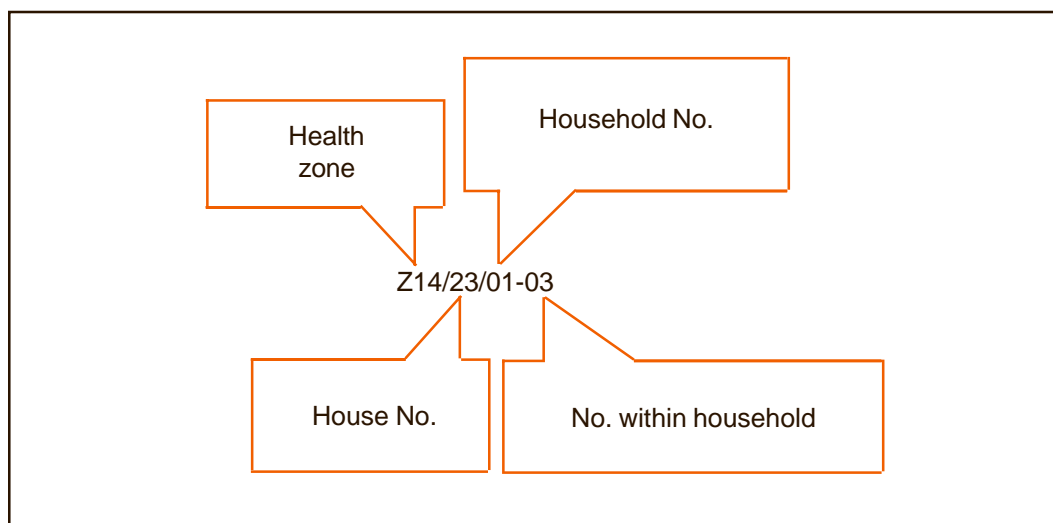 Household No.
Health
zone
Z14/23/01-03
House No.
No. within household